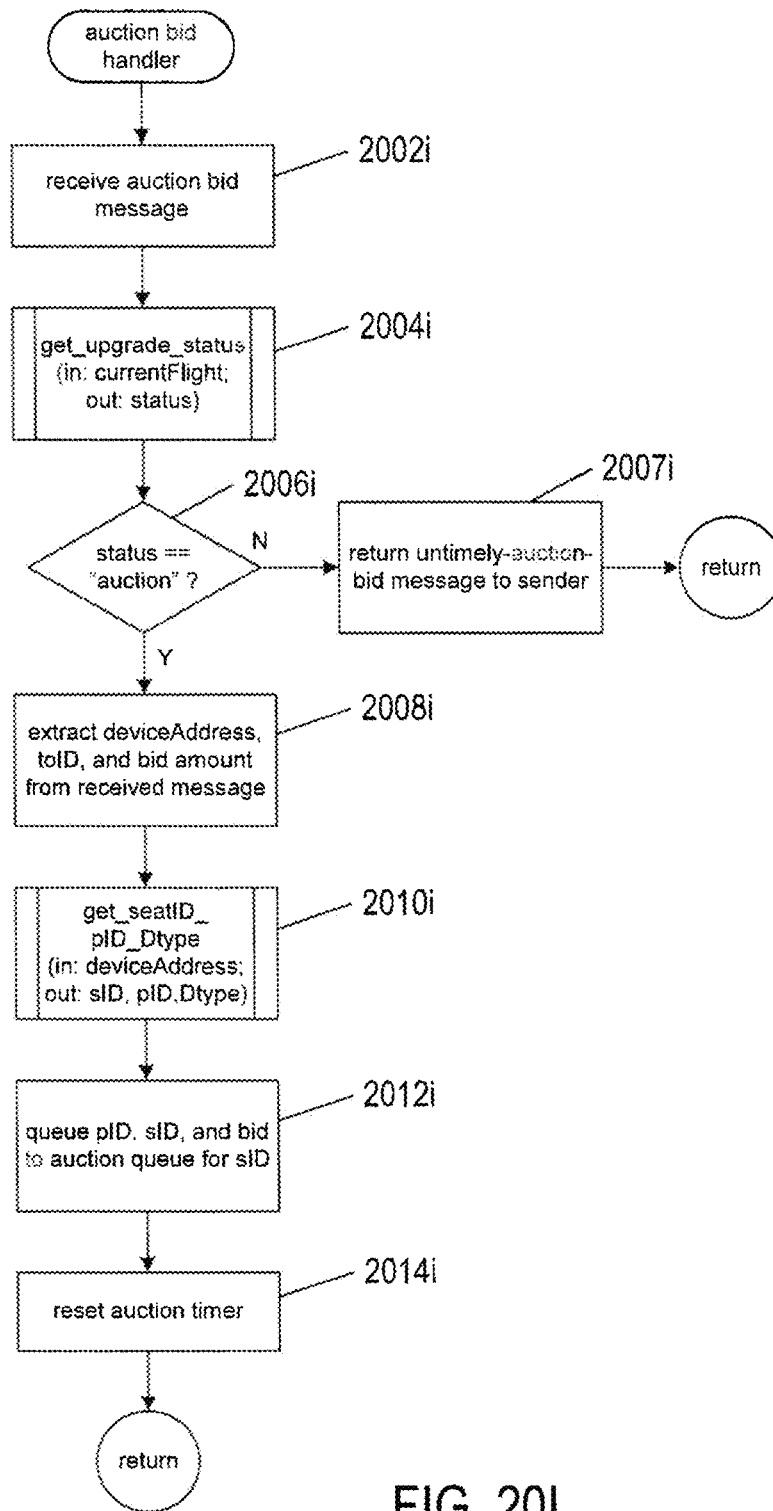 auction bid
handler
2002i
receive auction bid
message
2004i
get_upgrade_status
(in: currentFlight;
out: status)
2006i
status ==
"auction" ?
N
2007i
return untimely-auction-
bid message to sender
return
Y
2008i
extract deviceAddress,
toID, and bid amount
from received message
2010i
get_seatID_
pID_Dtype
(in: deviceAddress;
out: sID, pID,Dtype)
2012i
queue pID, sID, and bid
to auction queue for sID
2014i
reset auction timer
return
FIG. 20I